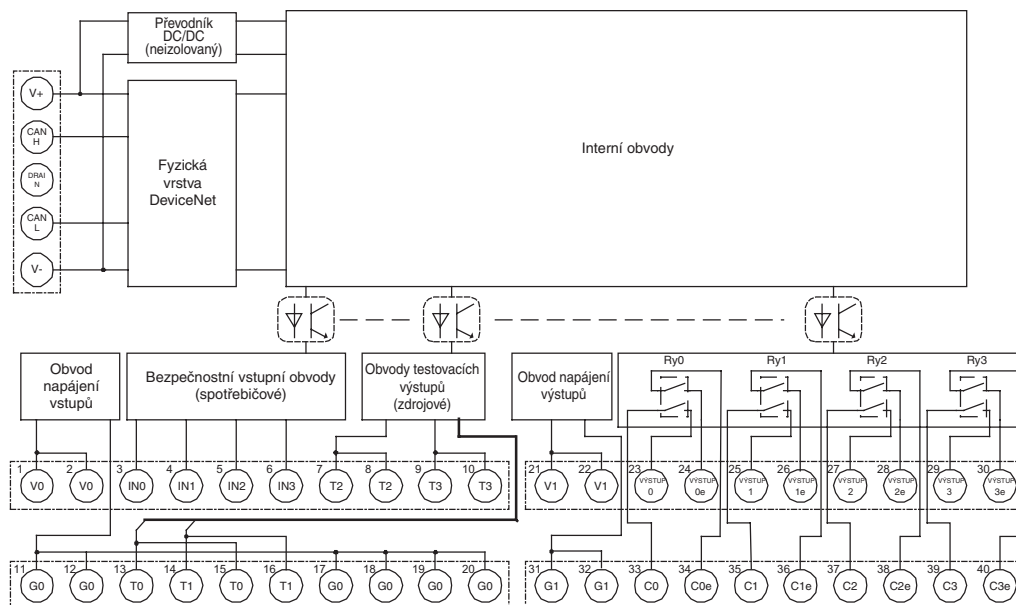 Převodník
DC/DC
(neizolovaný)
V+
CAN
H
DRAI
N
CAN
L
V-
Fyzická
vrstva
DeviceNet
Interní obvody
Obvod
napájení
vstupů
Bezpečnostní vstupní obvody
(spotřebičové)
Obvody testovacích
výstupů
(zdrojové)
Obvod napájení
výstupů
Ry0 Ry1 Ry2 Ry3
1 2 3 4 5 6 7 8 9 10
V0 V0 IN0 IN1 IN2 IN3 T2 T2 T3 T3
21 22 23 24 25 26 27 28 29 30
V1 V1 VÝSTUP 0 VÝSTUP 0e VÝSTUP 1 VÝSTUP 1e VÝSTUP 2 VÝSTUP 2e VÝSTUP 3 VÝSTUP 3e
11 12 13 14 15 16 17 18 19 20
G0 G0 T0 T1 T0 T1 G0 G0 G0 G0
31 32 33 34 35 36 37 38 39 40
G1 G1 C0 C0e C1 C1e C2 C2e C3 C3e